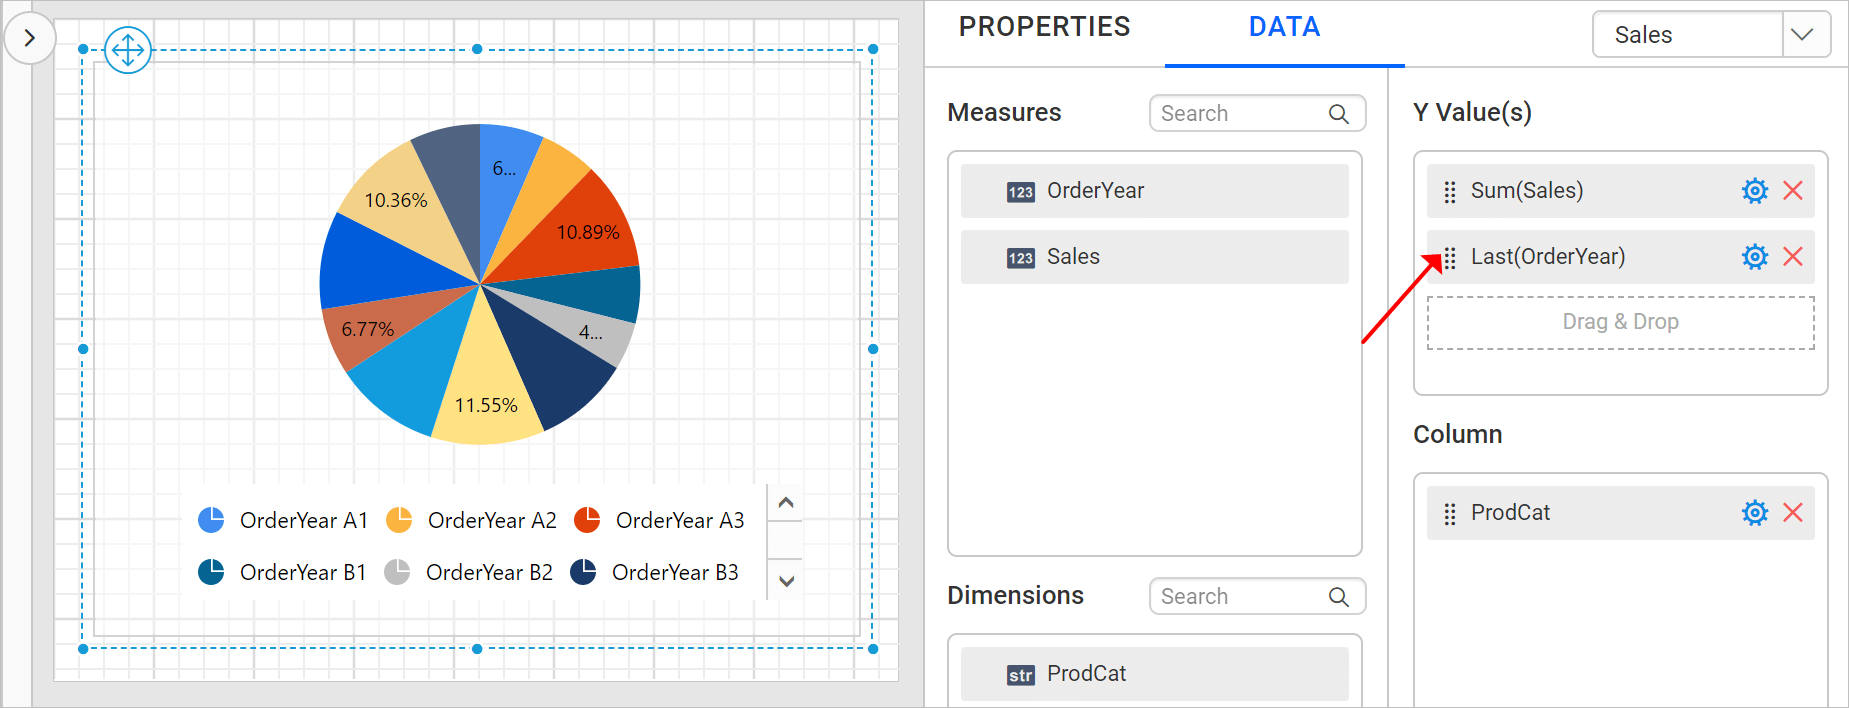 PROPERTIES
DATA
Sales
Measures
Search
Y Value(s)
123 OrderYear
123 Sales
Sum(Sales)
Last(OrderYear)
Drag & Drop
Column
ProdCat
Dimensions
Search
str ProdCat
6...
10.36%
10.89%
6.77%
4...
11.55%
OrderYear A1
OrderYear A2
OrderYear A3
OrderYear B1
OrderYear B2
OrderYear B3